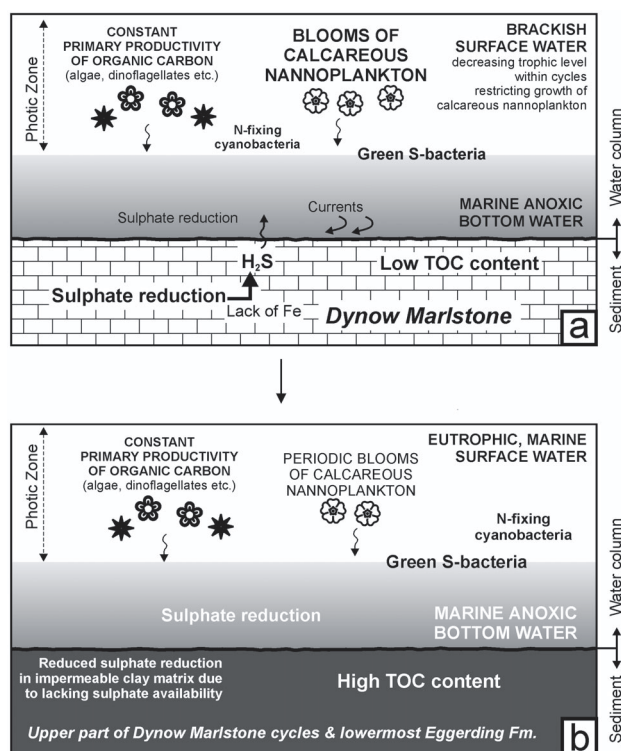 Photic Zone
CONSTANT
PRIMARY PRODUCTIVITY
OF ORGANIC CARBON
(algae, dinoflagellates etc.)
BLOOMS OF
CALCAREOUS
NANNOPLANKTON
BRACKISH
SURFACE WATER
decreasing trophic level
within cycles
restricting growth of
calcareous nannoplankton
N-fixing
cyanobacteria
Green S-bacteria
Water column
Sulphate reduction
Currents
MARINE ANOXIC
BOTTOM WATER
H₂S
Low TOC content
Sulphate reduction
Lack of Fe
Dynow Marlstone
Sediment
a
Photic Zone
CONSTANT
PRIMARY PRODUCTIVITY
OF ORGANIC CARBON
(algae, dinoflagellates etc.)
PERIODIC BLOOMS
OF CALCAREOUS
NANNOPLANKTON
EUTROPHIC, MARINE
SURFACE WATER
N-fixing
cyanobacteria
Green S-bacteria
Water column
Sulphate reduction
MARINE ANOXIC
BOTTOM WATER
Reduced sulphate reduction
in impermeable clay matrix due
to lacking sulphate availability
High TOC content
Sediment
Upper part of Dynow Marlstone cycles & lowermost Eggerding Fm.
b